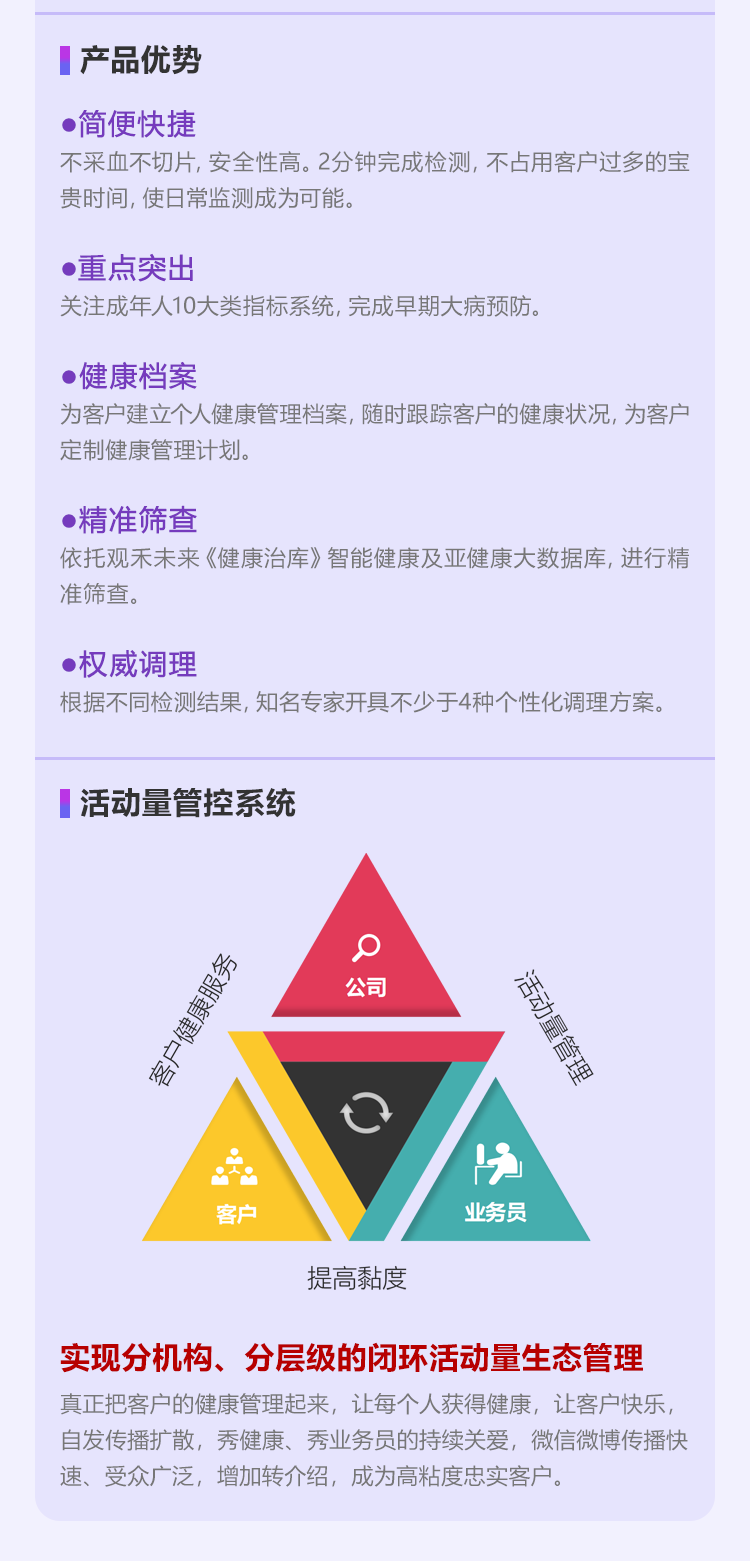 产品优势
●简便快捷
不采血不切片, 安全性高。2分钟完成检测, 不占用客户过多的宝
贵时间, 使日常监测成为可能。
●重点突出
关注成年人10大类指标系统, 完成早期大病预防。
●健康档案
为客户建立个人健康管理档案, 随时跟踪客户的健康状况, 为客户
定制健康管理计划。
●精准筛查
依托观禾未来《健康治库》智能健康及亚健康大数据库, 进行精
准筛查。
●权威调理
根据不同检测结果, 知名专家开具不少于4种个性化调理方案。
活动量管控系统
公司
客户健康服务
活动量管理
客户
业务员
提高黏度
实现分机构、分层级的闭环活动量生态管理
真正把客户的健康管理起来，让每个人获得健康，让客户快乐，
自发传播扩散，秀健康、秀业务员的持续关爱，微信微博传播快
速、受众广泛，增加转介绍，成为高粘度忠实客户。